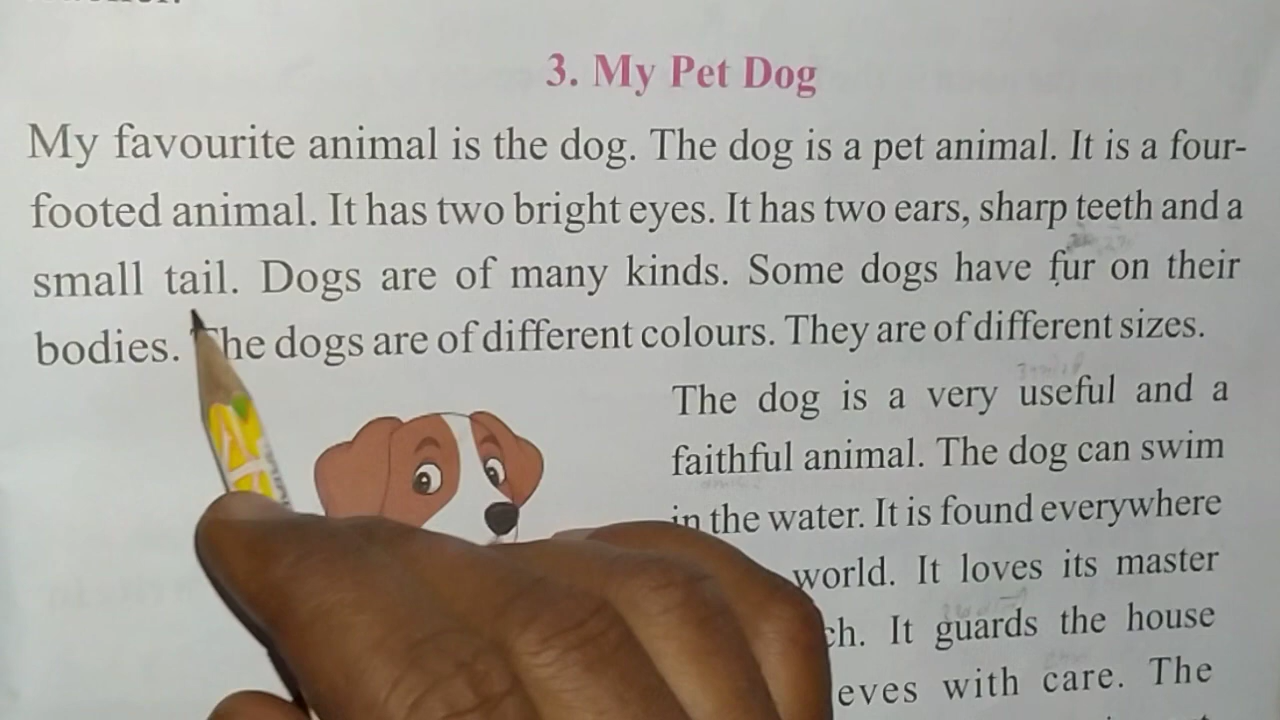 3. My Pet Dog
My favourite animal is the dog. The dog is a pet animal. It is a four-
footed animal. It has two bright eyes. It has two ears, sharp teeth and a
small tail. Dogs are of many kinds. Some dogs have fur on their
bodies. The dogs are of different colours. They are of different sizes.
The dog is a very useful and a
faithful animal. The dog can swim
in the water. It is found everywhere
world. It loves its master
It guards the house
with care. The